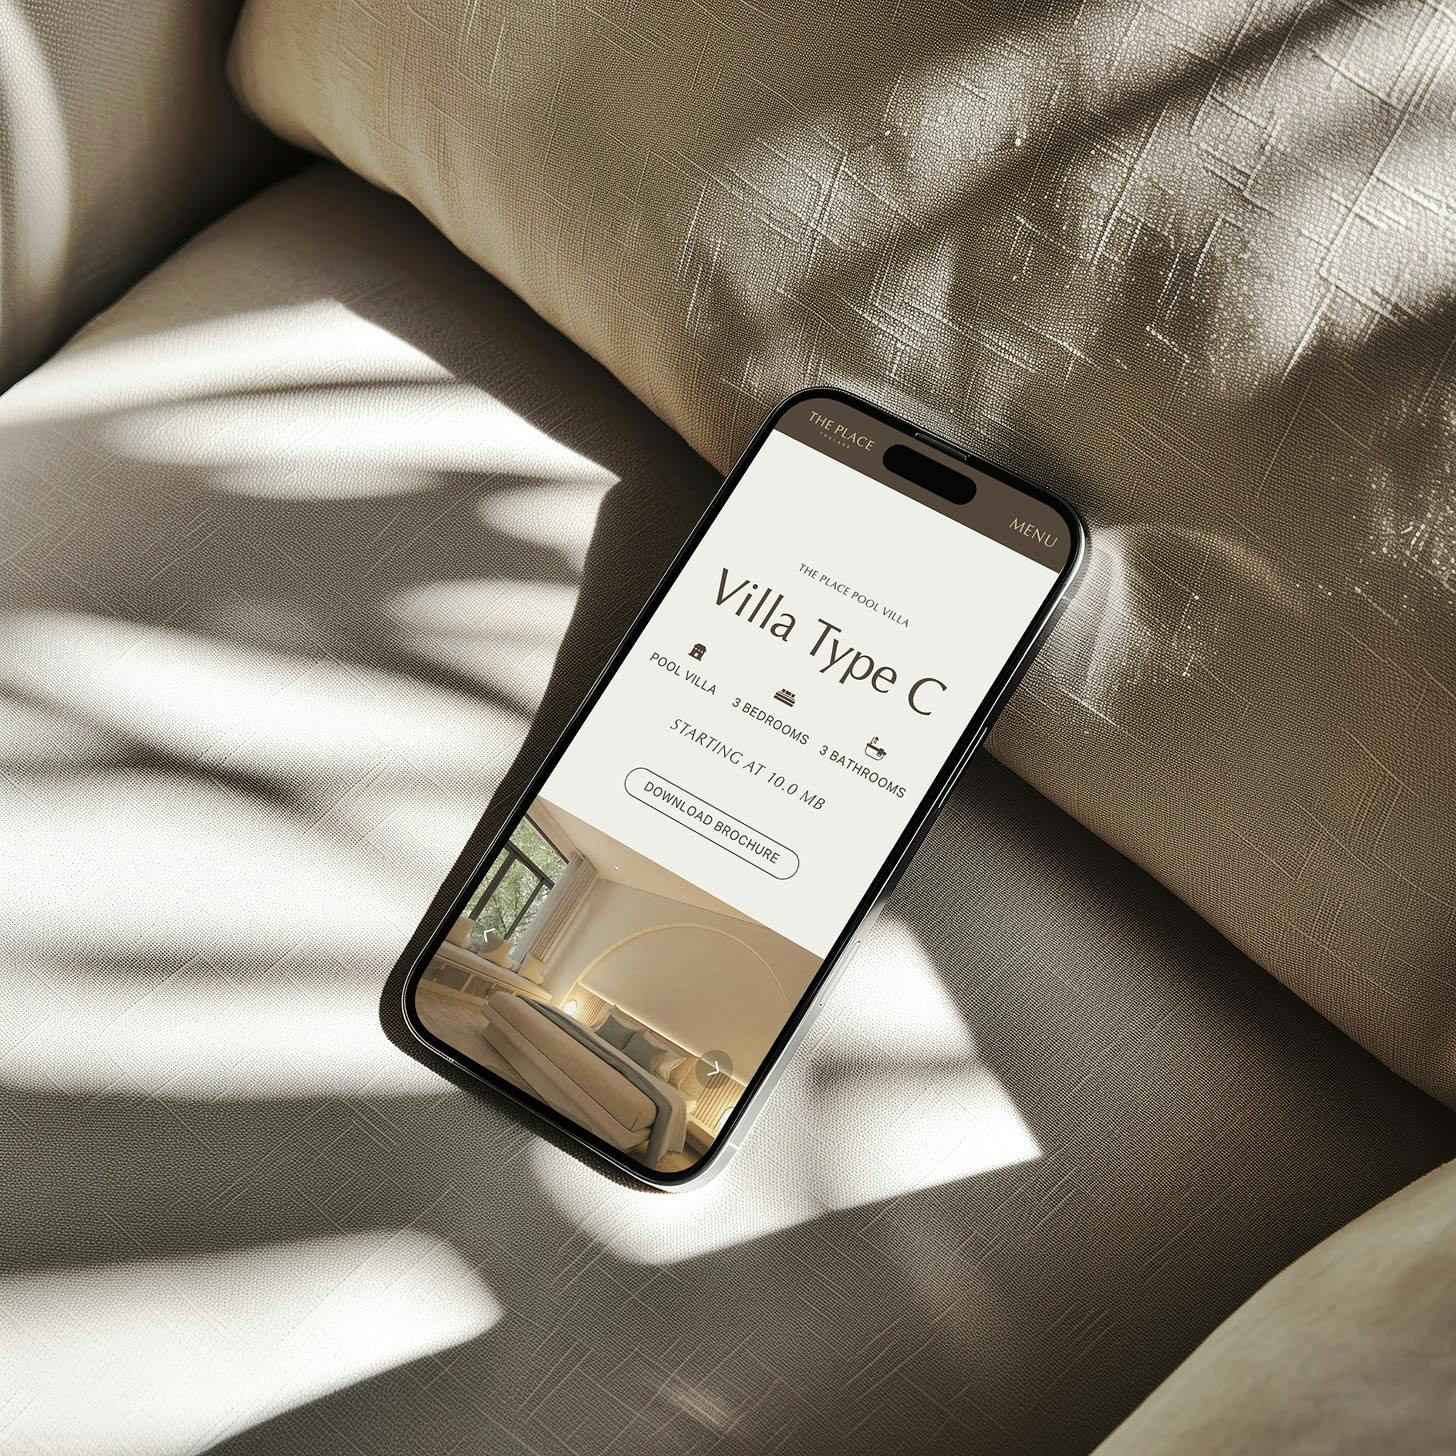 THE PLACE
MENU
THE PLACE POOL VILLA
Villa Type C
POOL VILLA
3 BEDROOMS
3 BATHROOMS
STARTING AT 10.0 MB
DOWNLOAD BROCHURE